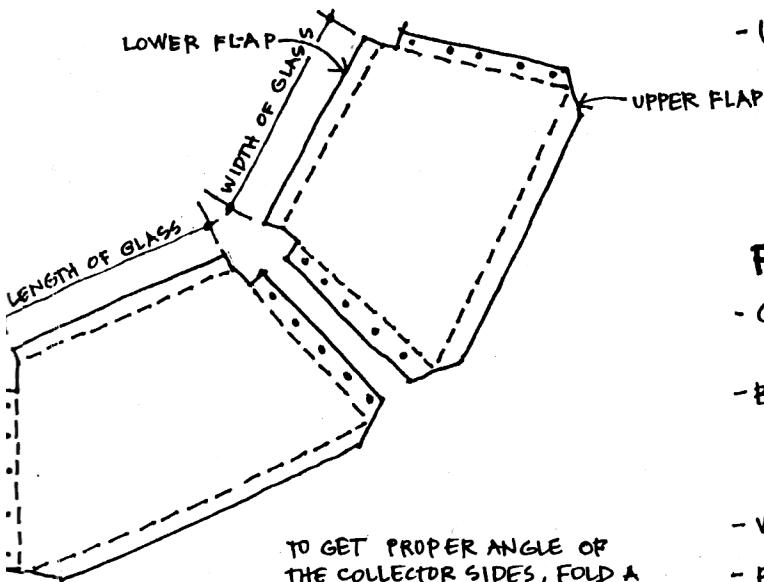 LOWER FLAP
WIDTH OF GLASS
UPPER FLAP
LENGTH OF GLASS
TO GET PROPER ANGLE OF
THE COLLECTOR SIDES, FOLD A